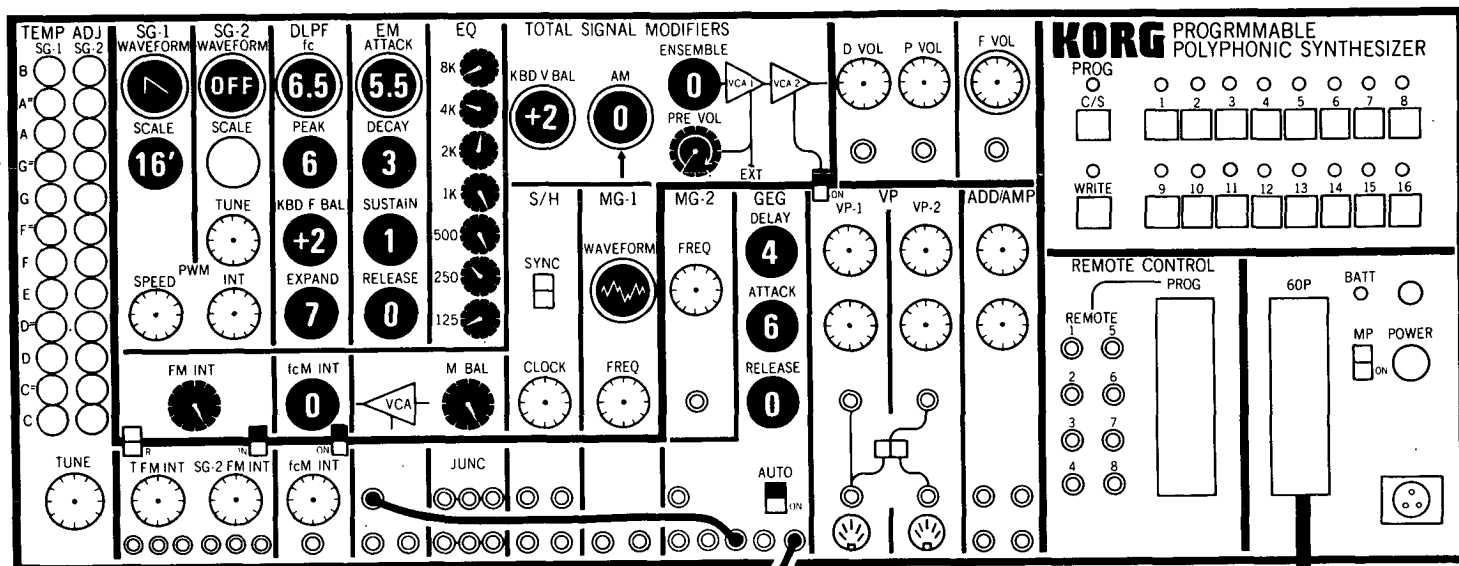 TEMP ADJ
SG-1 SG-2
B
A#
A
G#
G
F#
F
E
D#
D
C#
C
TUNE
SG-1
WAVEFORM
SCALE
16'
SG-2
WAVEFORM
OFF
SCALE
TUNE
PWM
SPEED
INT
DLPF
fc
6.5
PEAK
6
KBD F BAL
+2
EXPAND
7
EM
ATTACK
5.5
DECAY
3
SUSTAIN
1
RELEASE
0
EQ
8K
4K
2K
1K
500
250
125
FM INT
fcM INT
0
VCA
M BAL
T FM INT
SG-2 FM INT
fcM INT
JUNC
TOTAL SIGNAL MODIFIERS
KBD V BAL
+2
AM
0
ENSEMBLE
0
PRE VOL
VCA 1
VCA 2
EXT
ON
S/H
SYNC
CLOCK
MG-1
WAVEFORM
FREQ
MG-2
FREQ
GEG
DELAY
4
ATTACK
6
RELEASE
0
AUTO
ON
D VOL
P VOL
F VOL
VP
VP-1
VP-2
ADD/AMP
KORG PROGRMMABLE
POLYPHONIC SYNTHESIZER
PROG
C/S
1 2 3 4 5 6 7 8
WRITE
9 10 11 12 13 14 15 16
REMOTE CONTROL
PROG
REMOTE
1 5
2 6
3 7
4 8
60P
BATT
MP
ON
POWER